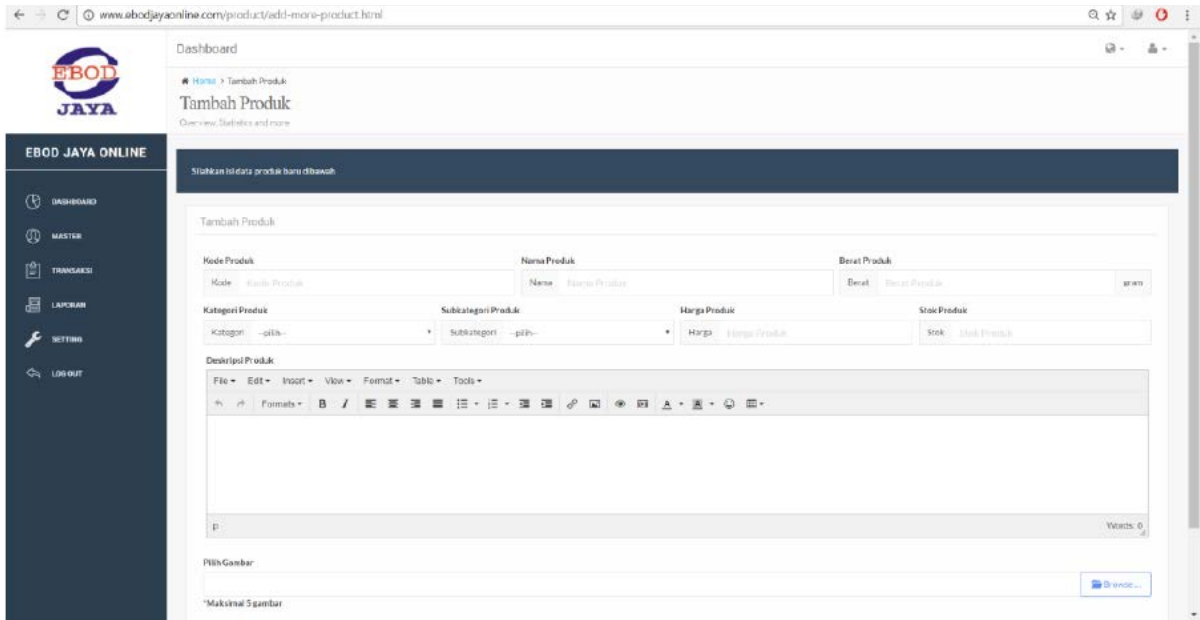 www.ebodjayaonline.com/product/add-more-product.html
EBOD
JAYA
Dashboard
Home > Tambah Produk
Tambah Produk
Overview, Statistics and more
EBOD JAYA ONLINE
Silahkan isi data produk baru dibawah
DASHBOARD
MASTER
TRANSAKSI
LAPORAN
SETTING
LOG OUT
Tambah Produk
Kode Produk Nama Produk Berat Produk
Kode Kode Produk Nama Nama Produk Berat Berat Produk gram
Kategori Produk Subkategori Produk Harga Produk Stok Produk
Kategori --pilih-- Subkategori --pilih-- Harga Harga Produk Stok Stok Produk
Deskripsi Produk
File Edit Insert View Format Table Tools
Formats B I A A
p Words: 0
Pilih Gambar
Browse ...
*Maksimal 5 gambar